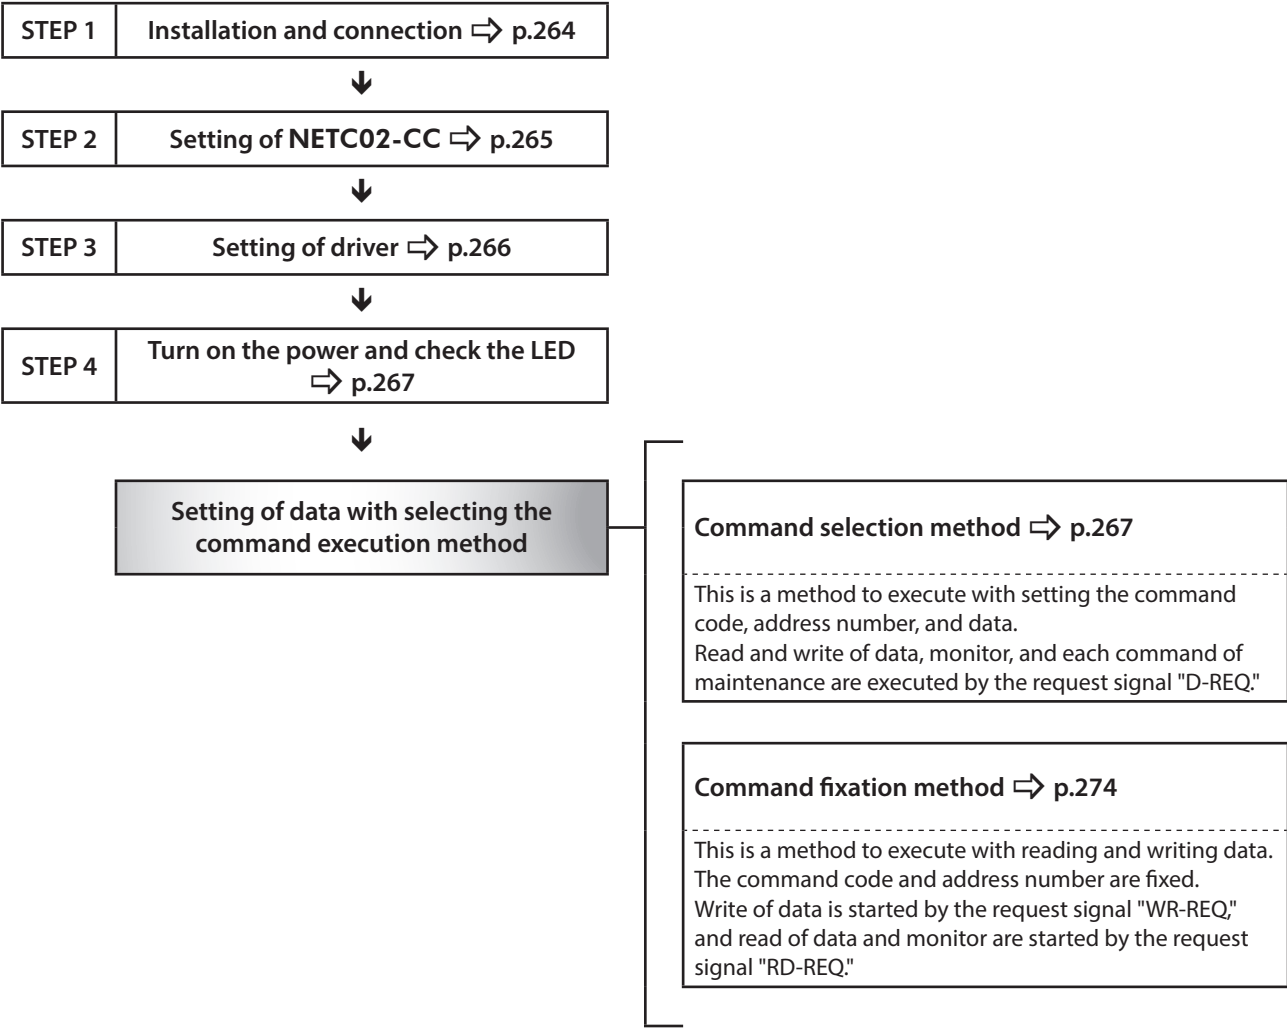 STEP 1
Installation and connection ⇨ p.264
STEP 2
Setting of NETC02-CC ⇨ p.265
STEP 3
Setting of driver ⇨ p.266
STEP 4
Turn on the power and check the LED
⇨ p.267
Setting of data with selecting the
command execution method
Command selection method ⇨ p.267
This is a method to execute with setting the command
code, address number, and data.
Read and write of data, monitor, and each command of
maintenance are executed by the request signal "D-REQ."
Command fixation method ⇨ p.274
This is a method to execute with reading and writing data.
The command code and address number are fixed.
Write of data is started by the request signal "WR-REQ,"
and read of data and monitor are started by the request
signal "RD-REQ."